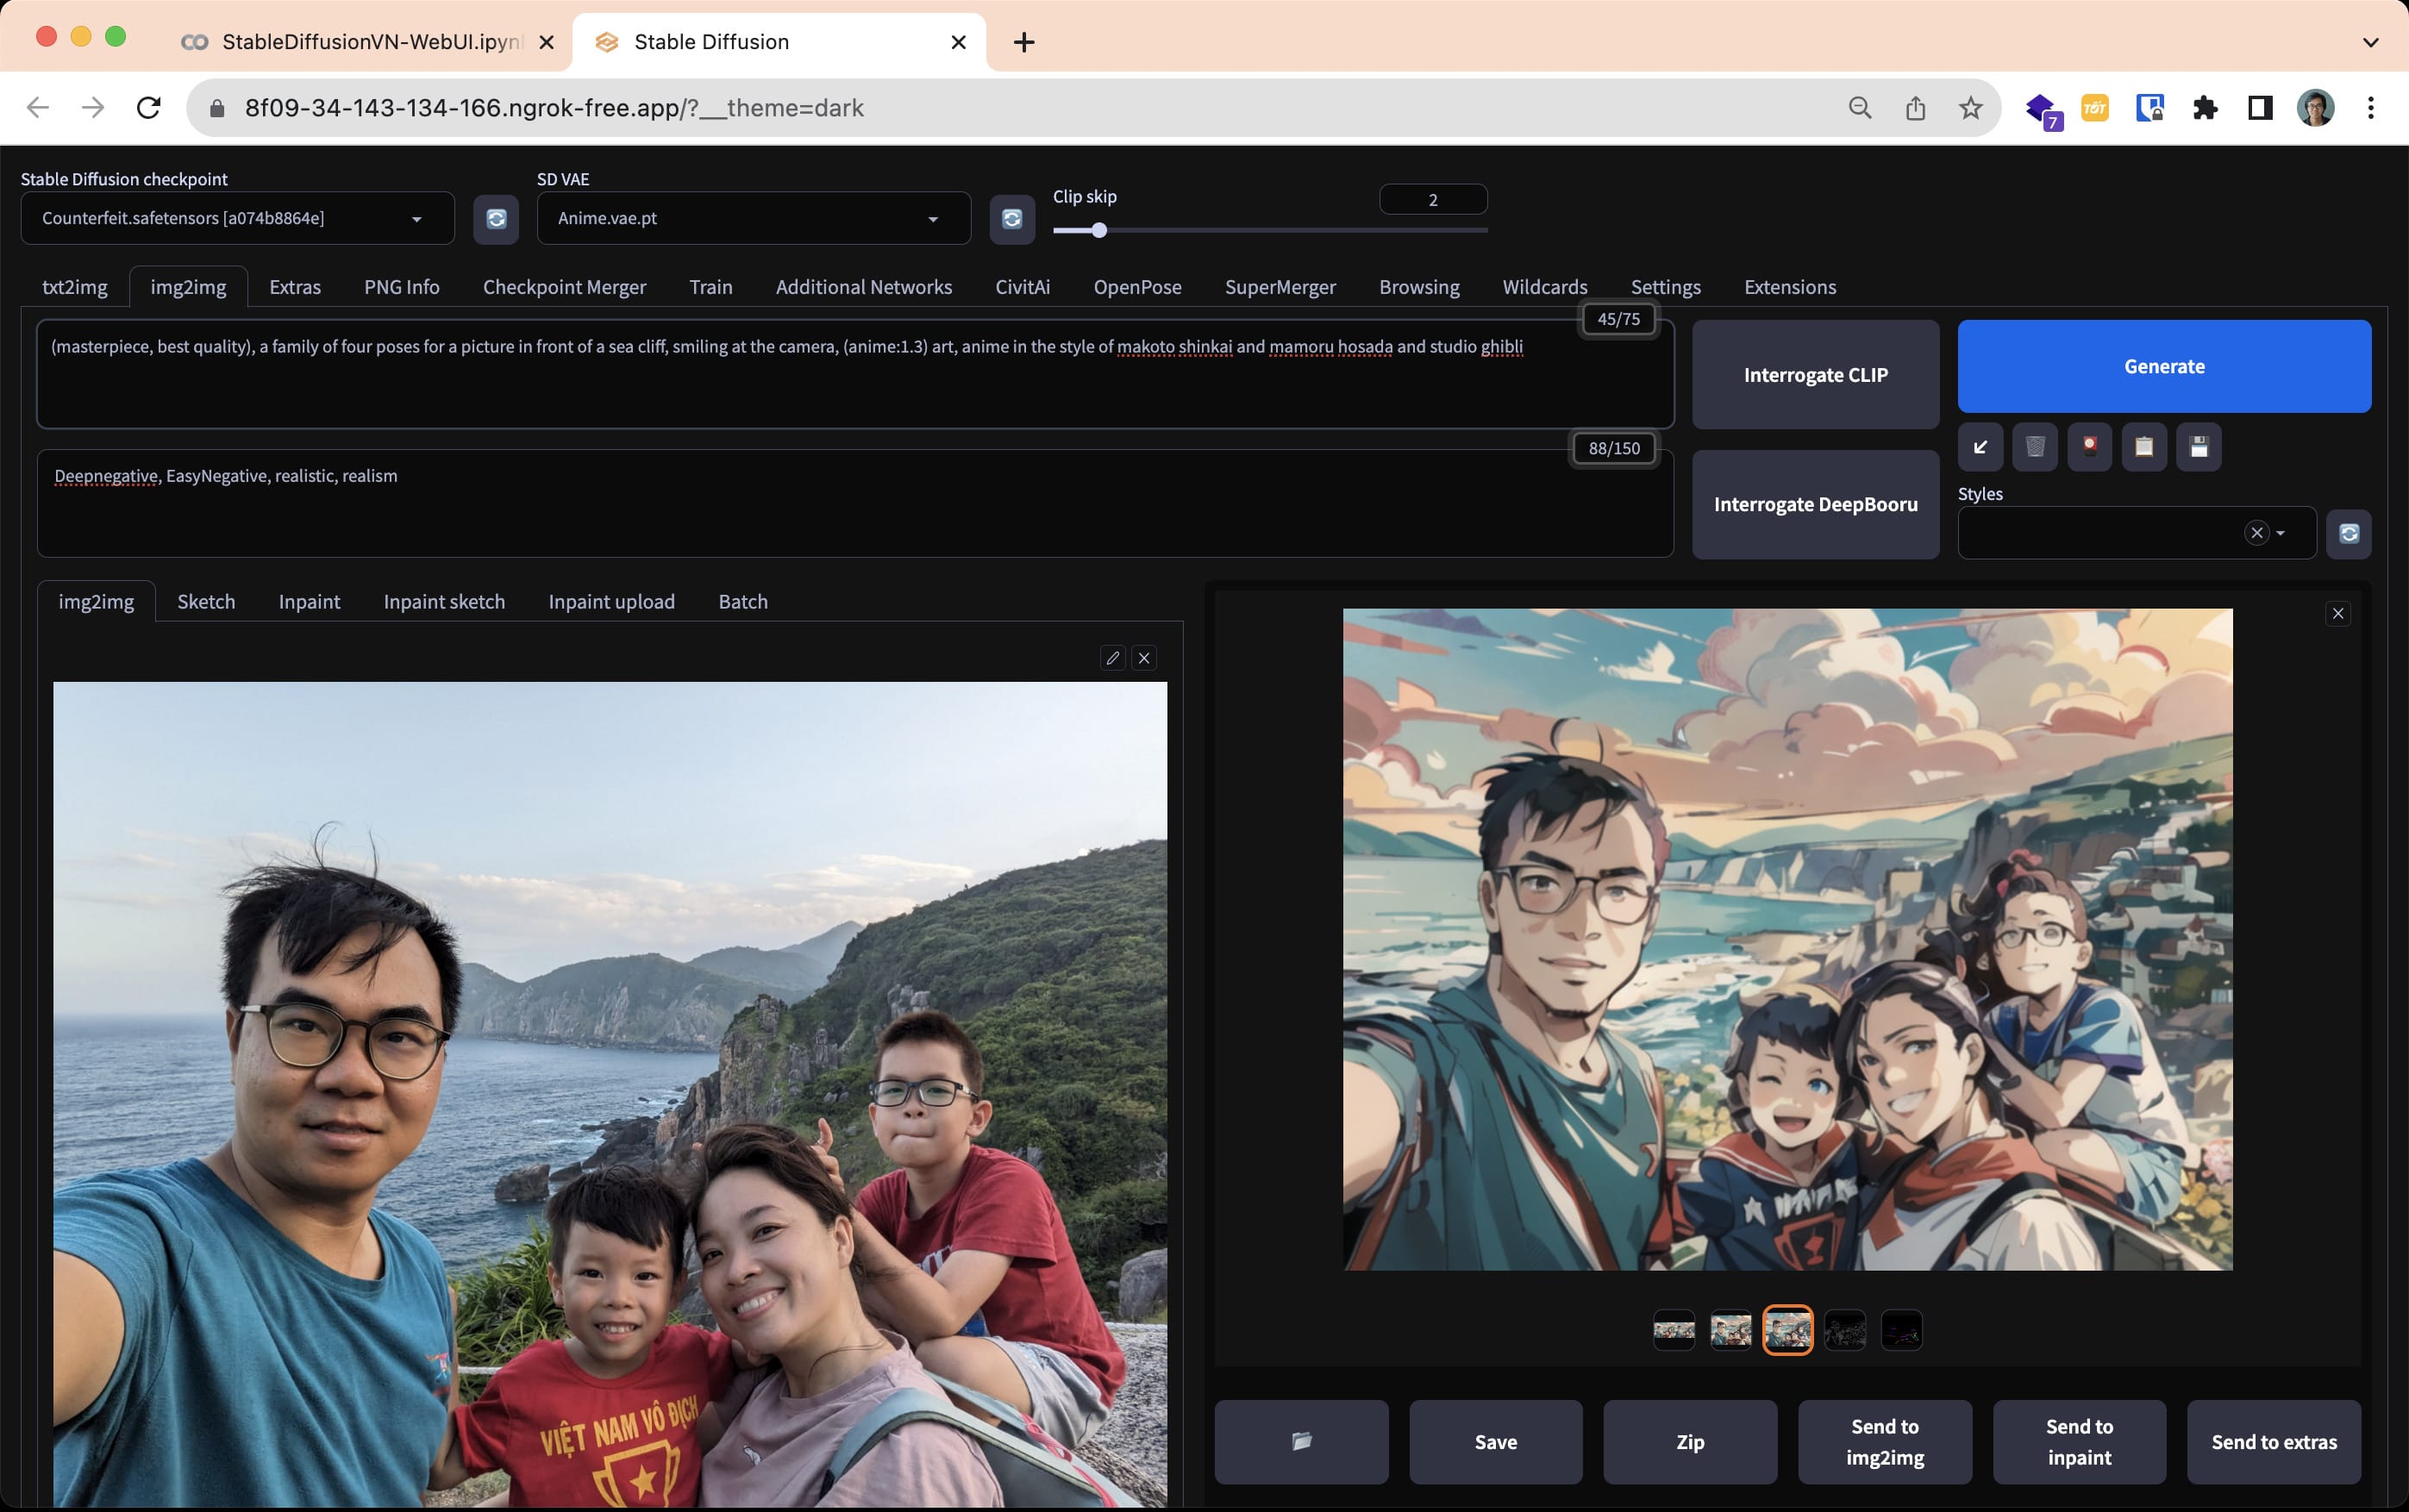 StableDiffusionVN-WebUI.ipyn
Stable Diffusion
8f09-34-143-134-166.ngrok-free.app/?__theme=dark
7
TỐT
Stable Diffusion checkpoint
SD VAE
Clip skip
2
Counterfeit.safetensors [a074b8864e]
Anime.vae.pt
txt2img
img2img
Extras
PNG Info
Checkpoint Merger
Train
Additional Networks
CivitAi
OpenPose
SuperMerger
Browsing
Wildcards
Settings
Extensions
45/75
(masterpiece, best quality), a family of four poses for a picture in front of a sea cliff, smiling at the camera, (anime:1.3) art, anime in the style of makoto shinkai and mamoru hosada and studio ghibli
Interrogate CLIP
Generate
88/150
Deepnegative, EasyNegative, realistic, realism
Interrogate DeepBooru
Styles
img2img
Sketch
Inpaint
Inpaint sketch
Inpaint upload
Batch
VIỆT NAM VÔ ĐỊCH
Save
Zip
Send to
img2img
Send to
inpaint
Send to extras